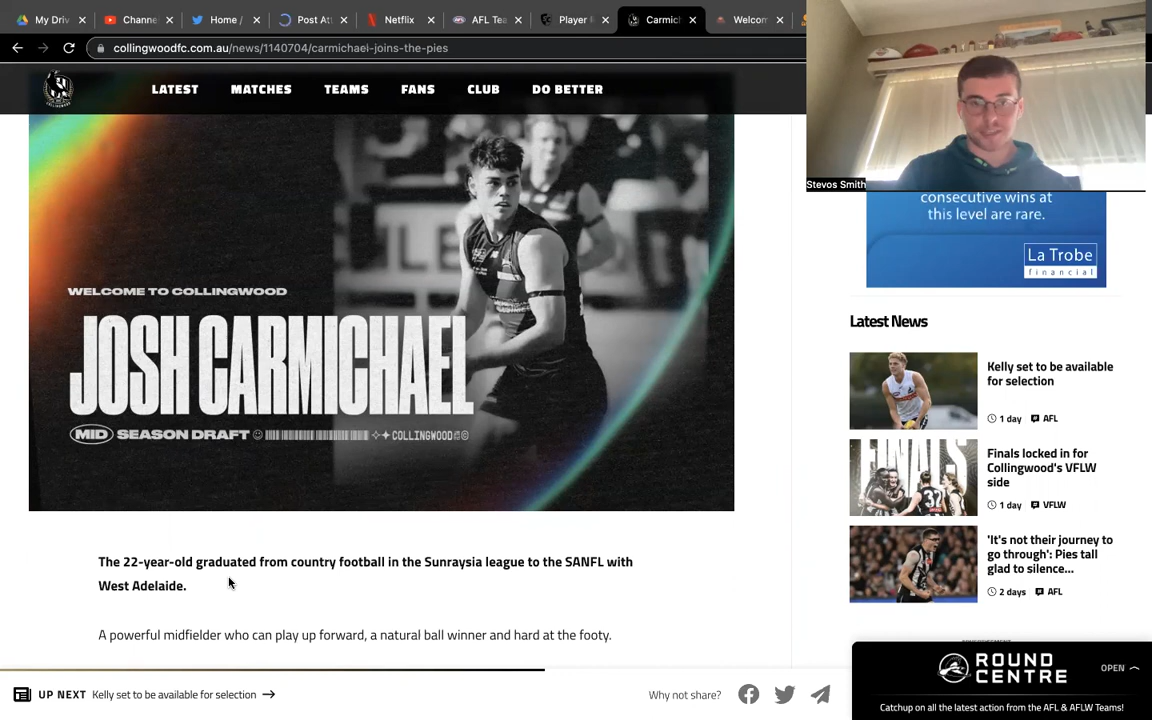 My Driv
Channe
Home /
Post Att
Netflix
AFL Tea
Player
Carmich
Welcom
collingwoodfc.com.au/news/1140704/carmichael-joins-the-pies
LATEST MATCHES TEAMS FANS CLUB DO BETTER
WELCOME TO COLLINGWOOD
JOSH CARMICHAEL
MID SEASON DRAFT COLLINGWOOD
The 22-year-old graduated from country football in the Sunraysia league to the SANFL with
West Adelaide.
A powerful midfielder who can play up forward, a natural ball winner and hard at the footy.
UP NEXT Kelly set to be available for selection
Why not share?
Stevos Smith
consecutive wins at
this level are rare.
La Trobe
financial
Latest News
Kelly set to be available
for selection
1 day AFL
Finals locked in for
Collingwood's VFLW
side
1 day VFLW
FINALS
32
'It's not their journey to
go through': Pies tall
glad to silence...
2 days AFL
ADVERTISEMENT
ROUND
CENTRE
OPEN
Catchup on all the latest action from the AFL & AFLW Teams!